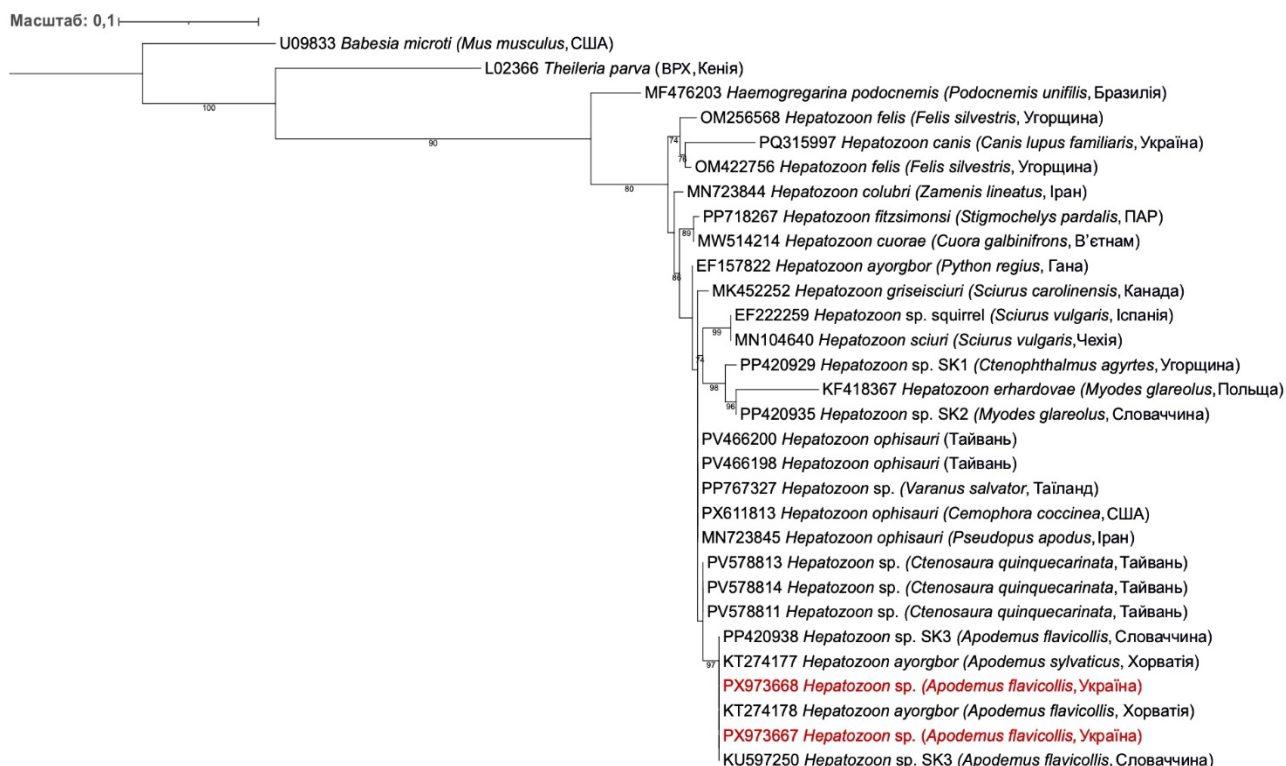 Масштаб: 0,1
U09833 Babesia microti (Mus musculus, США)
L02366 Theileria parva (ВРХ, Кенія)
100
MF476203 Haemogregarina podocnemis (Podocnemis unifilis, Бразилія)
OM256568 Hepatozoon felis (Felis silvestris, Угорщина)
74
90
PQ315997 Hepatozoon canis (Canis lupus familiaris, Україна)
76
OM422756 Hepatozoon felis (Felis silvestris, Угорщина)
80
MN723844 Hepatozoon colubri (Zamenis lineatus, Іран)
PP718267 Hepatozoon fitzsimonsi (Stigmochelys pardalis, ПАР)
89
MW514214 Hepatozoon cuorae (Cuora galbinifrons, В’єтнам)
EF157822 Hepatozoon ayorgbor (Python regius, Гана)
86
MK452252 Hepatozoon griseisciuri (Sciurus carolinensis, Канада)
EF222259 Hepatozoon sp. squirrel (Sciurus vulgaris, Іспанія)
99
MN104640 Hepatozoon sciuri (Sciurus vulgaris,Чехія)
74
PP420929 Hepatozoon sp. SK1 (Ctenophthalmus agyrtes, Угорщина)
98
KF418367 Hepatozoon erhardovae (Myodes glareolus, Польща)
96
PP420935 Hepatozoon sp. SK2 (Myodes glareolus, Словаччина)
PV466200 Hepatozoon ophisauri (Тайвань)
PV466198 Hepatozoon ophisauri (Тайвань)
PP767327 Hepatozoon sp. (Varanus salvator, Таїланд)
PX611813 Hepatozoon ophisauri (Cemophora coccinea, США)
MN723845 Hepatozoon ophisauri (Pseudopus apodus, Іран)
PV578813 Hepatozoon sp. (Ctenosaura quinquecarinata, Тайвань)
PV578814 Hepatozoon sp. (Ctenosaura quinquecarinata, Тайвань)
PV578811 Hepatozoon sp. (Ctenosaura quinquecarinata, Тайвань)
PP420938 Hepatozoon sp. SK3 (Apodemus flavicollis, Словаччина)
97
KT274177 Hepatozoon ayorgbor (Apodemus sylvaticus, Хорватія)
PX973668 Hepatozoon sp. (Apodemus flavicollis, Україна)
KT274178 Hepatozoon ayorgbor (Apodemus flavicollis, Хорватія)
PX973667 Hepatozoon sp. (Apodemus flavicollis, Україна)
KU597250 Hepatozoon sp. SK3 (Apodemus flavicollis, Словаччина)